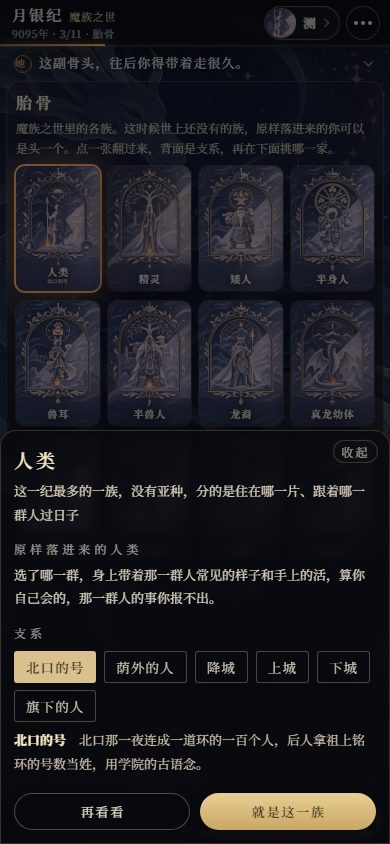 月银纪 魔族之世
9095年 · 3/11 · 胎骨
测
她 这副骨头，往后你得带着走很久。
胎骨
魔族之世里的各族。这时候世上还没有的族，原样落进来的你可以
是头一个。点一张翻过来，背面是支系，再在下面挑哪一家。
人类
北口的号
精灵
矮人
半身人
兽耳
半兽人
龙裔
真龙幼体
人类
收起
这一纪最多的一族，没有亚种，分的是住在哪一片、跟着哪一
群人过日子
原样落进来的人类
选了哪一群，身上带着那一群人常见的样子和手上的活，算你
自己会的，那一群人的事你报不出。
支系
北口的号
荫外的人
降城
上城
下城
旗下的人
北口的号 北口那一夜连成一道环的一百个人，后人拿祖上铭
环的号数当姓，用学院的古语念。
再看看
就是这一族